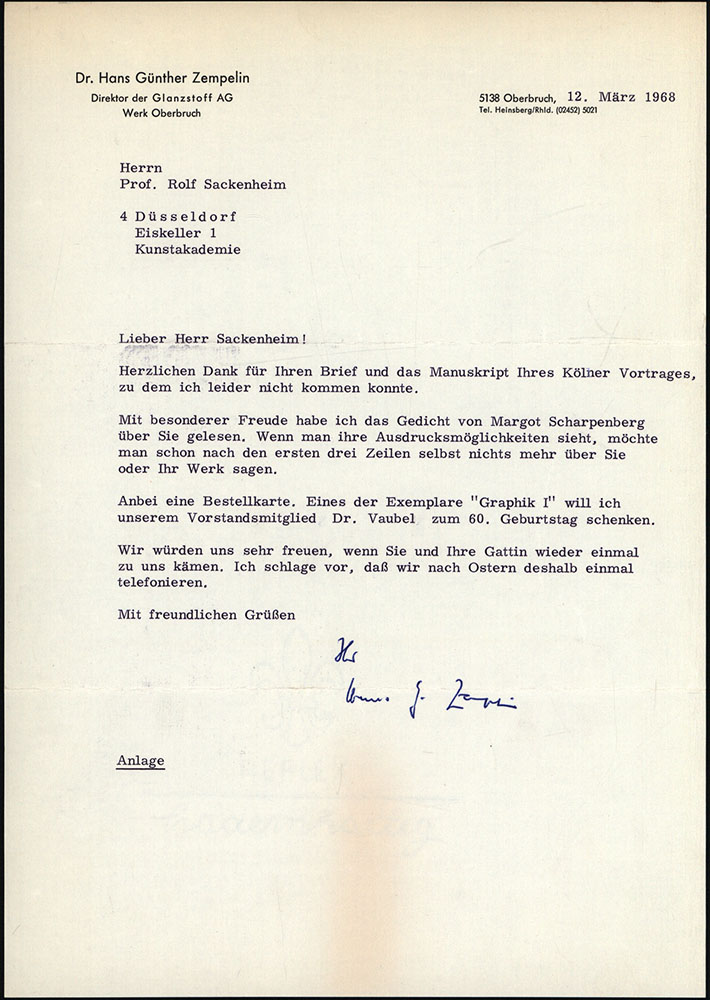 Dr. Hans Günther Zempelin
Direktor der Glanzstoff AG
Werk Oberbruch
5138 Oberbruch, 12. März 1968
Tel. Heinsberg/Rhld. (02452) 5021
Herrn
Prof. Rolf Sackenheim
4 Düsseldorf
Eiskeller 1
Kunstakademie
Lieber Herr Sackenheim!
Herzlichen Dank für Ihren Brief und das Manuskript Ihres Kölner Vortrages,
zu dem ich leider nicht kommen konnte.
Mit besonderer Freude habe ich das Gedicht von Margot Scharpenberg
über Sie gelesen. Wenn man ihre Ausdrucksmöglichkeiten sieht, möchte
man schon nach den ersten drei Zeilen selbst nichts mehr über Sie
oder Ihr Werk sagen.
Anbei eine Bestellkarte. Eines der Exemplare "Graphik I" will ich
unserem Vorstandsmitglied Dr. Vaubel zum 60. Geburtstag schenken.
Wir würden uns sehr freuen, wenn Sie und Ihre Gattin wieder einmal
zu uns kämen. Ich schlage vor, daß wir nach Ostern deshalb einmal
telefonieren.
Mit freundlichen Grüßen
Ihr
Hans G. Zempelin
Anlage